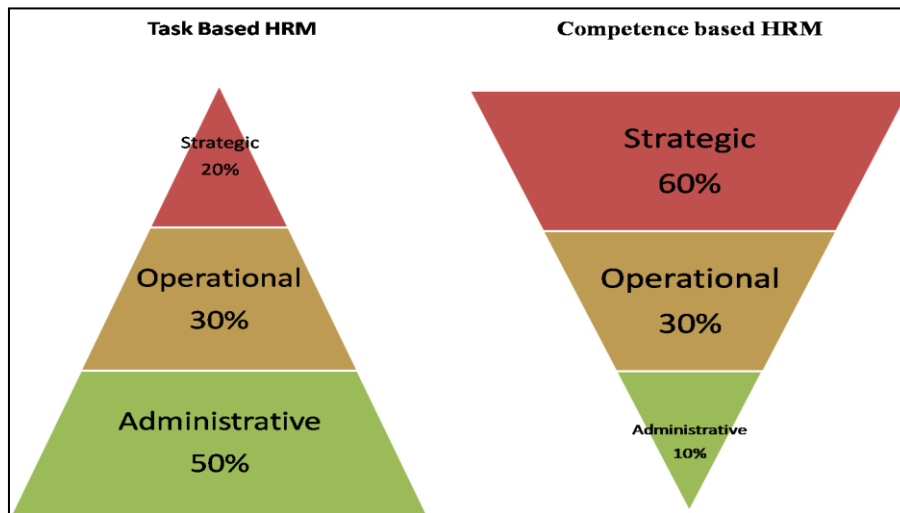 Task Based HRM
Strategic
20%
Operational
30%
Administrative
50%
Competence based HRM
Strategic
60%
Operational
30%
Administrative
10%